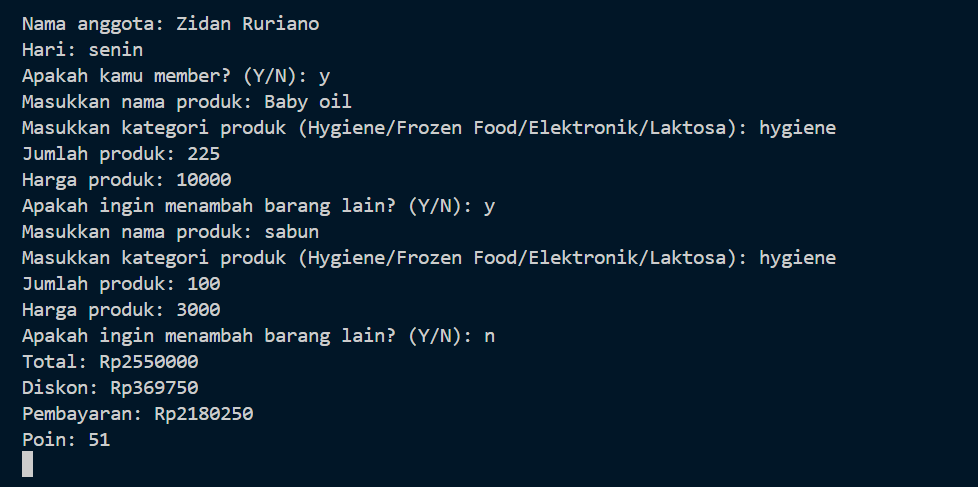 Nama anggota: Zidan Ruriano
Hari: senin
Apakah kamu member? (Y/N): y
Masukkan nama produk: Baby oil
Masukkan kategori produk (Hygiene/Frozen Food/Elektronik/Laktosa): hygiene
Jumlah produk: 225
Harga produk: 10000
Apakah ingin menambah barang lain? (Y/N): y
Masukkan nama produk: sabun
Masukkan kategori produk (Hygiene/Frozen Food/Elektronik/Laktosa): hygiene
Jumlah produk: 100
Harga produk: 3000
Apakah ingin menambah barang lain? (Y/N): n
Total: Rp2550000
Diskon: Rp369750
Pembayaran: Rp2180250
Poin: 51